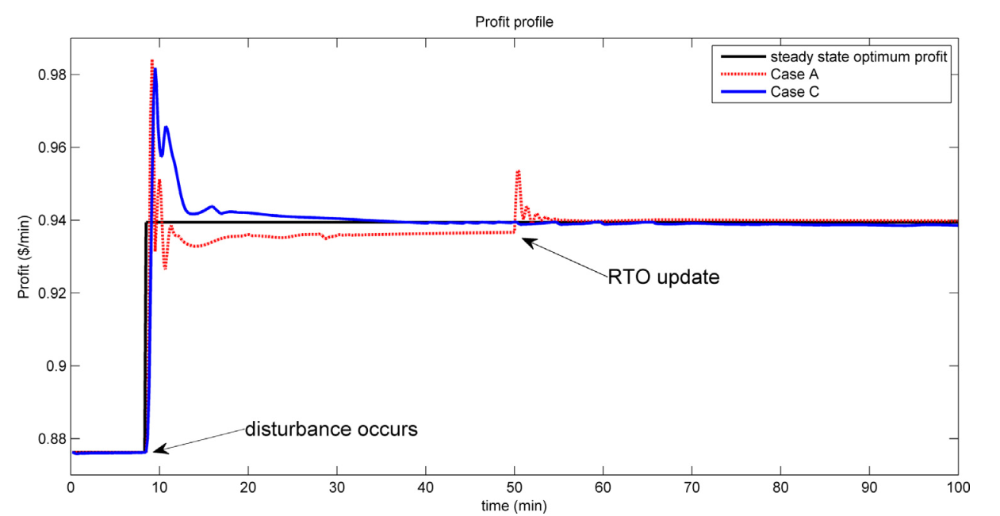 Profit profile
steady state optimum profit
Case A
Case C
0.98
0.96
0.94
0.92
0.9
0.88
Profit ($/min)
RTO update
disturbance occurs
0 10 20 30 40 50 60 70 80 90 100
time (min)